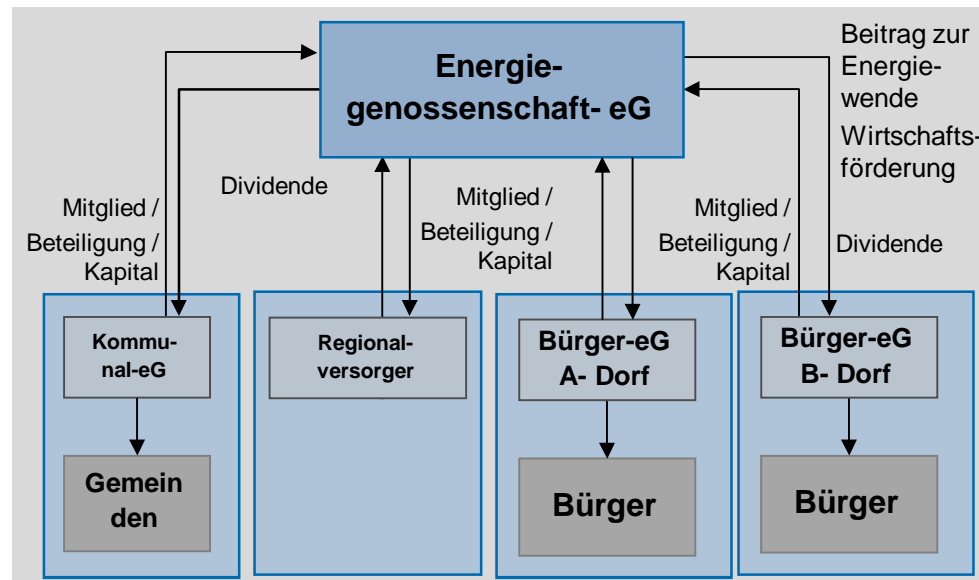 Energie-
genossenschaft- eG
Beitrag zur
Energie-
wende
Wirtschafts-
förderung
Mitglied /
Beteiligung /
Kapital
Dividende
Mitglied /
Beteiligung /
Kapital
Mitglied /
Beteiligung /
Kapital
Dividende
Kommu-
nal-eG
Regional-
versorger
Bürger-eG
A- Dorf
Bürger-eG
B- Dorf
Gemein
den
Bürger
Bürger